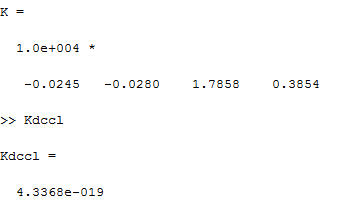 K =
1.0e+004 *
-0.0245 -0.0280 1.7858 0.3854
>> Kdccl
Kdccl =
4.3368e-019